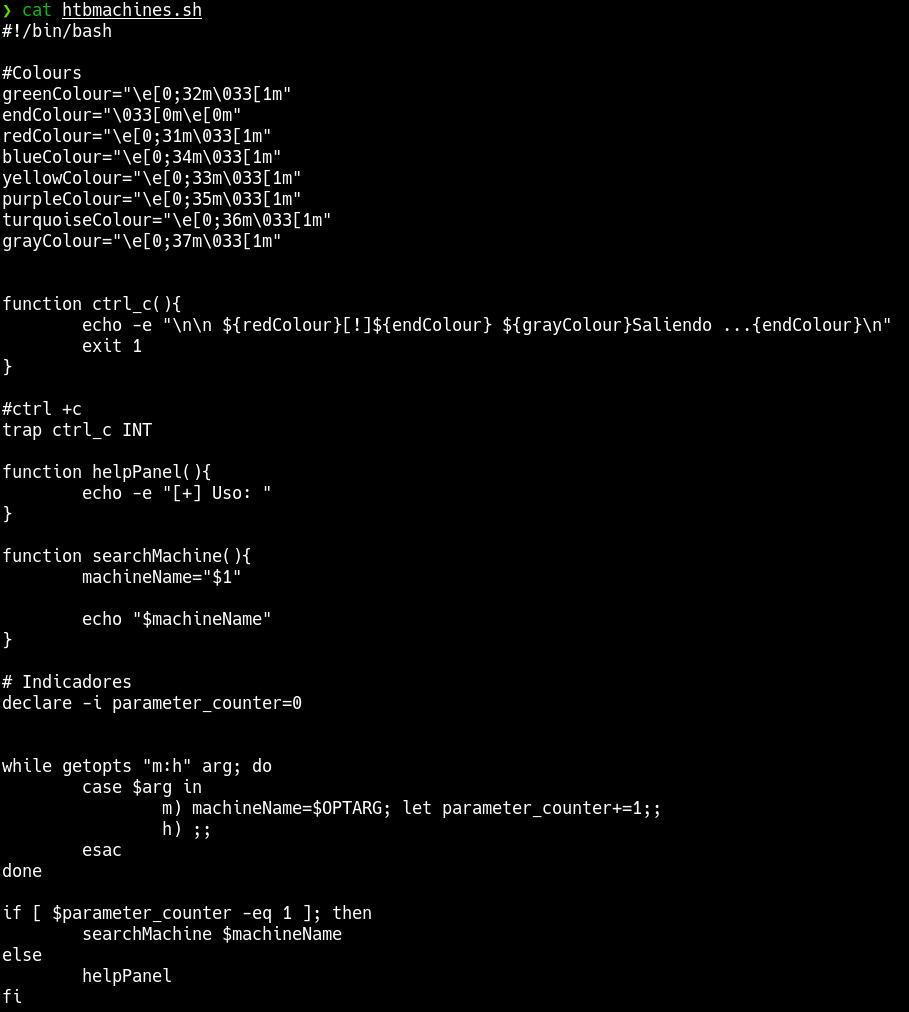 ❯ cat htbmachines.sh
#!/bin/bash

#Colours
greenColour="\e[0;32m\033[1m"
endColour="\033[0m\e[0m"
redColour="\e[0;31m\033[1m"
blueColour="\e[0;34m\033[1m"
yellowColour="\e[0;33m\033[1m"
purpleColour="\e[0;35m\033[1m"
turquoiseColour="\e[0;36m\033[1m"
grayColour="\e[0;37m\033[1m"


function ctrl_c(){
        echo -e "\n\n ${redColour}[!]${endColour} ${grayColour}Saliendo ...{endColour}\n"
        exit 1
}

#ctrl +c
trap ctrl_c INT

function helpPanel(){
        echo -e "[+] Uso: "
}

function searchMachine(){
        machineName="$1"

        echo "$machineName"
}

# Indicadores
declare -i parameter_counter=0


while getopts "m:h" arg; do
        case $arg in
                m) machineName=$OPTARG; let parameter_counter+=1;;
                h) ;;
        esac
done

if [ $parameter_counter -eq 1 ]; then
        searchMachine $machineName
else
        helpPanel
fi